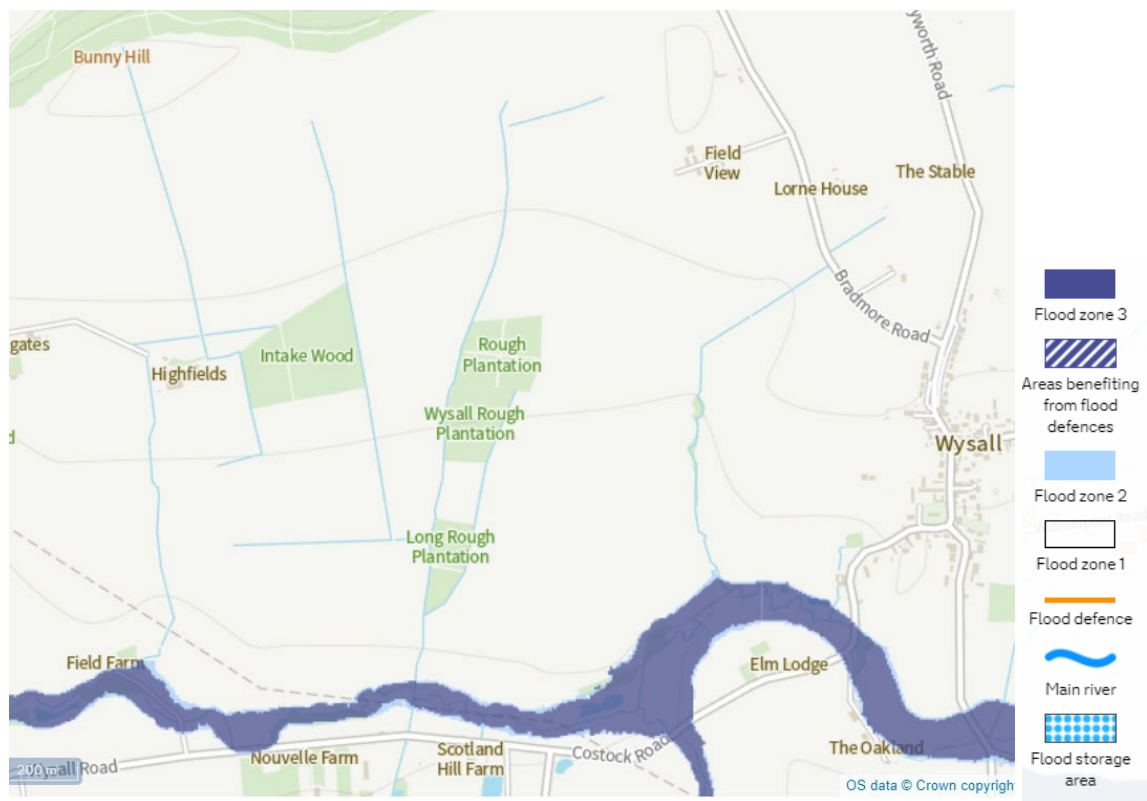 Bunny Hill
yworth Road
Field
View
The Stable
Lorne House
Bradmore Road
gates
Highfields
Intake Wood
Rough
Plantation
Wysall Rough
Plantation
d
Wysall
Long Rough
Plantation
Field Farm
Elm Lodge
Nouvelle Farm
Scotland
Hill Farm
Costock Road
The Oakland
200 m
ysall Road
OS data © Crown copyrigh
Flood zone 3
Areas benefiting
from flood
defences
Flood zone 2
Flood zone 1
Flood defence
Main river
Flood storage
area